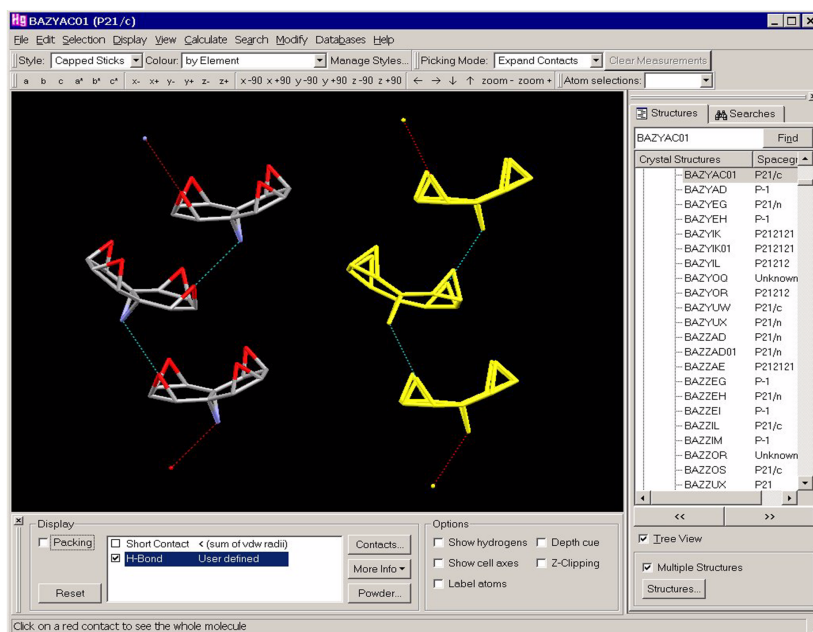 BAZYAC01 (P21/c)
File Edit Selection Display View Calculate Search Modify Databases Help
Style: Capped Sticks Colour: by Element Manage Styles... Picking Mode: Expand Contacts Clear Measurements
a b c a* b* c* x- x+ y- y+ z- z+ x-90 x+90 y-90 y+90 z-90 z+90 zoom- zoom+ Atom selections:
Structures Searches
BAZYAC01 Find
Crystal Structures Spacegr
BAZYAC01 P21/c
BAZYAD P-1
BAZYEG P21/n
BAZYEH P-1
BAZYIK P212121
BAZYIK01 P212121
BAZYIL P21212
BAZYOQ Unknown
BAZYOR P21212
BAZYUW P21/c
BAZYUX P21/n
BAZZAD P21/n
BAZZAD01 P21/n
BAZZAE P212121
BAZZEG P-1
BAZZEH P21/n
BAZZEI P-1
BAZZIL P21/c
BAZZIM P-1
BAZZOR Unknown
BAZZOS P21/c
BAZZUX P21
<< >>
Tree View
Multiple Structures
Structures...
Display
Packing
Short Contact < (sum of vdw radii)
H-Bond User defined
Reset
Contacts...
More Info
Powder...
Options
Show hydrogens Depth cue
Show cell axes Z-Clipping
Label atoms
Click on a red contact to see the whole molecule